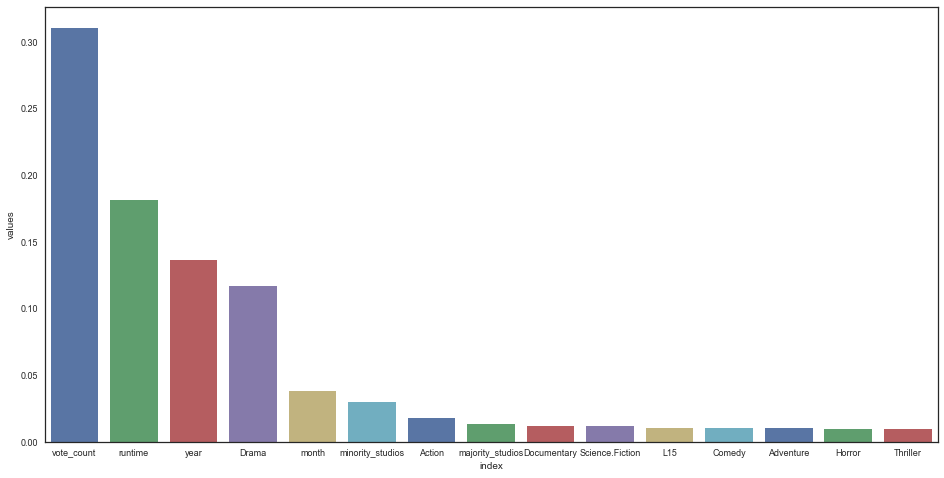 values
0.30
0.25
0.20
0.15
0.10
0.05
0.00
vote_count runtime year Drama month minority_studios Action majority_studios Documentary Science.Fiction L15 Comedy Adventure Horror Thriller
index